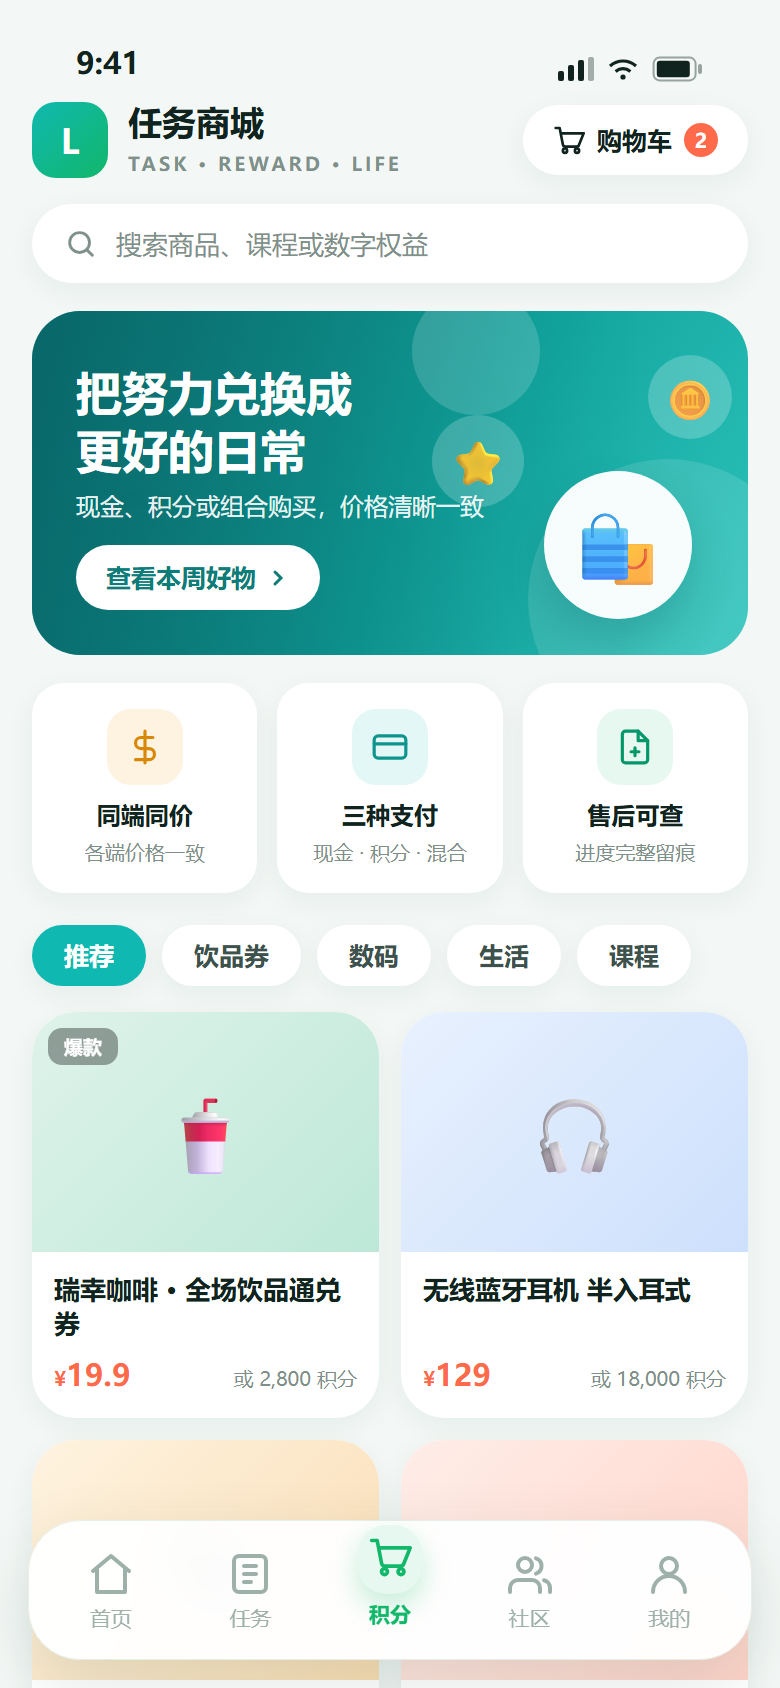 9:41
L
任务商城
TASK • REWARD • LIFE
购物车 2
搜索商品、课程或数字权益
把努力兑换成
更好的日常
现金、积分或组合购买，价格清晰一致
查看本周好物
同端同价
各端价格一致
三种支付
现金 · 积分 · 混合
售后可查
进度完整留痕
推荐
饮品券
数码
生活
课程
爆款
瑞幸咖啡 • 全场饮品通兑
券
¥19.9
或 2,800 积分
无线蓝牙耳机 半入耳式
¥129
或 18,000 积分
首页
任务
积分
社区
我的